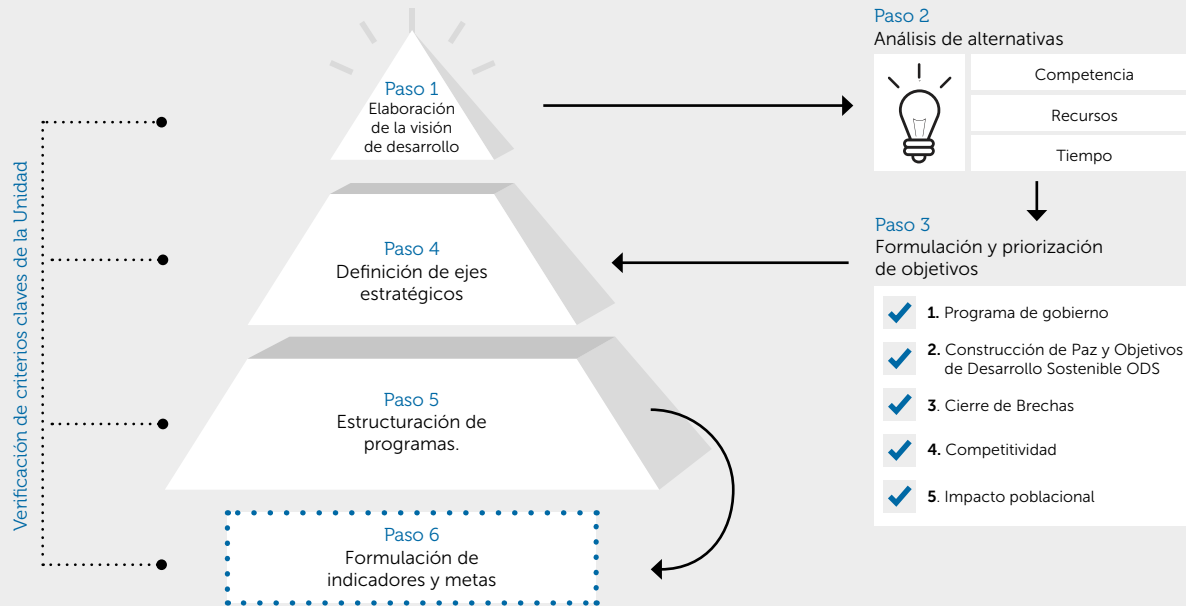 Paso 1
Elaboración
de la visión
de desarrollo
Paso 2
Análisis de alternativas
Competencia
Recursos
Tiempo
Paso 3
Formulación y priorización
de objetivos
1. Programa de gobierno
2. Construcción de Paz y Objetivos
de Desarrollo Sostenible ODS
3. Cierre de Brechas
4. Competitividad
5. Impacto poblacional
Paso 4
Definición de ejes
estratégicos
Paso 5
Estructuración de
programas.
Paso 6
Formulación de
indicadores y metas
Verificación de criterios claves de la Unidad